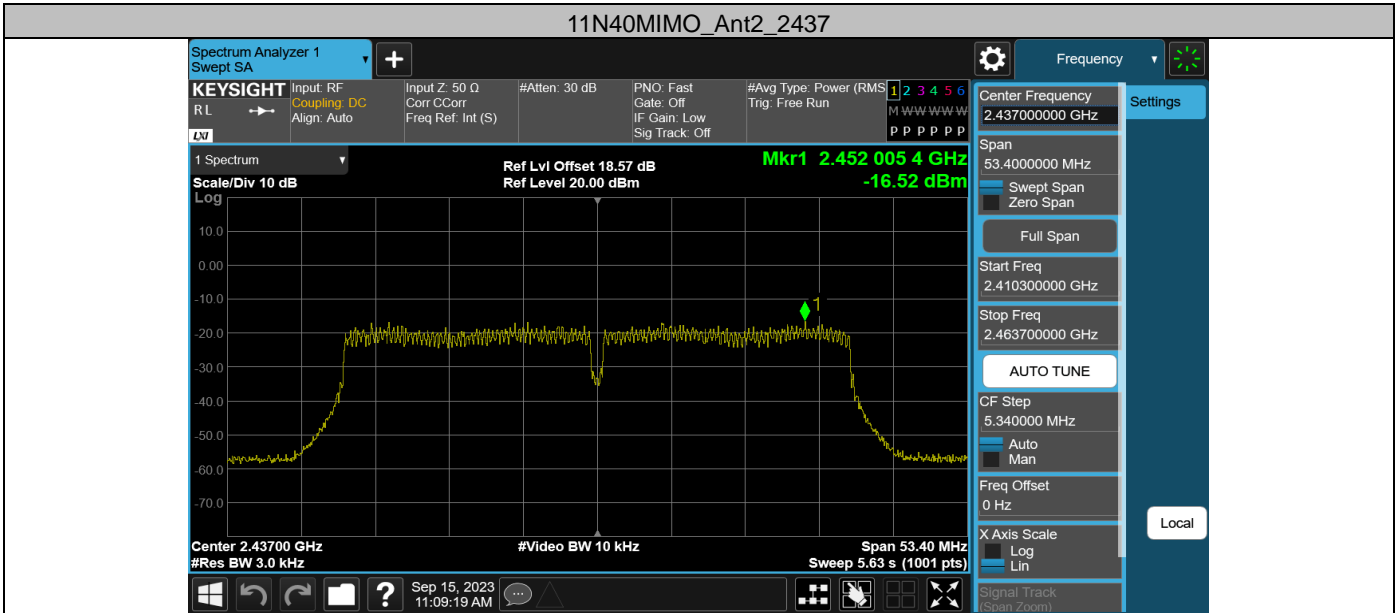 11N40MIMO_Ant2_2437
Spectrum Analyzer 1
Swept SA
Frequency
KEYSIGHT
R L
LXI
Input: RF
Coupling: DC
Align: Auto
Input Z: 50 Ω
Corr CCorr
Freq Ref: Int (S)
#Atten: 30 dB
PNO: Fast
Gate: Off
IF Gain: Low
Sig Track: Off
#Avg Type: Power (RMS
Trig: Free Run
1 2 3 4 5 6
M W W W W W
P P P P P P
1 Spectrum
Scale/Div 10 dB
Ref Lvl Offset 18.57 dB
Ref Level 20.00 dBm
Mkr1 2.452 005 4 GHz
-16.52 dBm
Log
10.0
0.00
-10.0
-20.0
-30.0
-40.0
-50.0
-60.0
-70.0
1
Center 2.43700 GHz
#Res BW 3.0 kHz
#Video BW 10 kHz
Span 53.40 MHz
Sweep 5.63 s (1001 pts)
Center Frequency
2.437000000 GHz
Span
53.4000000 MHz
Swept Span
Zero Span
Full Span
Start Freq
2.410300000 GHz
Stop Freq
2.463700000 GHz
AUTO TUNE
CF Step
5.340000 MHz
Auto
Man
Freq Offset
0 Hz
X Axis Scale
Log
Lin
Signal Track
(Span Zoom)
Settings
Local
?
Sep 15, 2023
11:09:19 AM